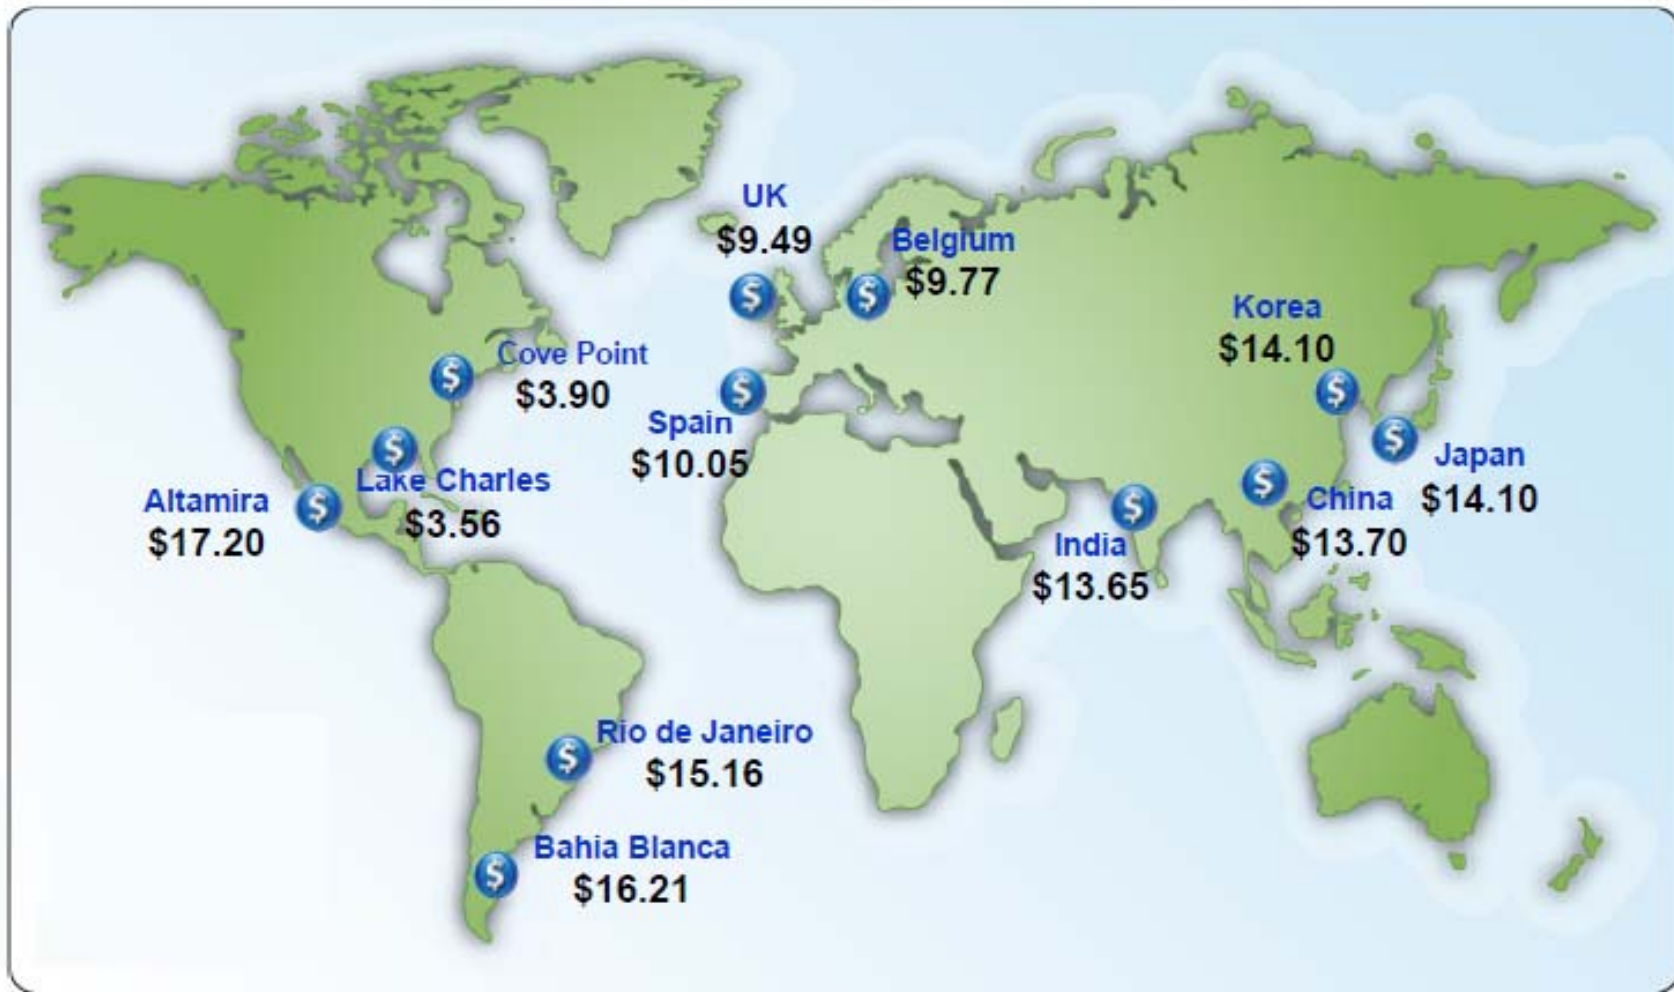 UK
$9.49
Belgium
$9.77
Korea
$14.10
Cove Point
$3.90
Spain
$10.05
Japan
$14.10
Lake Charles
$3.56
Altamira
$17.20
China
$13.70
India
$13.65
Rio de Janeiro
$15.16
Bahia Blanca
$16.21